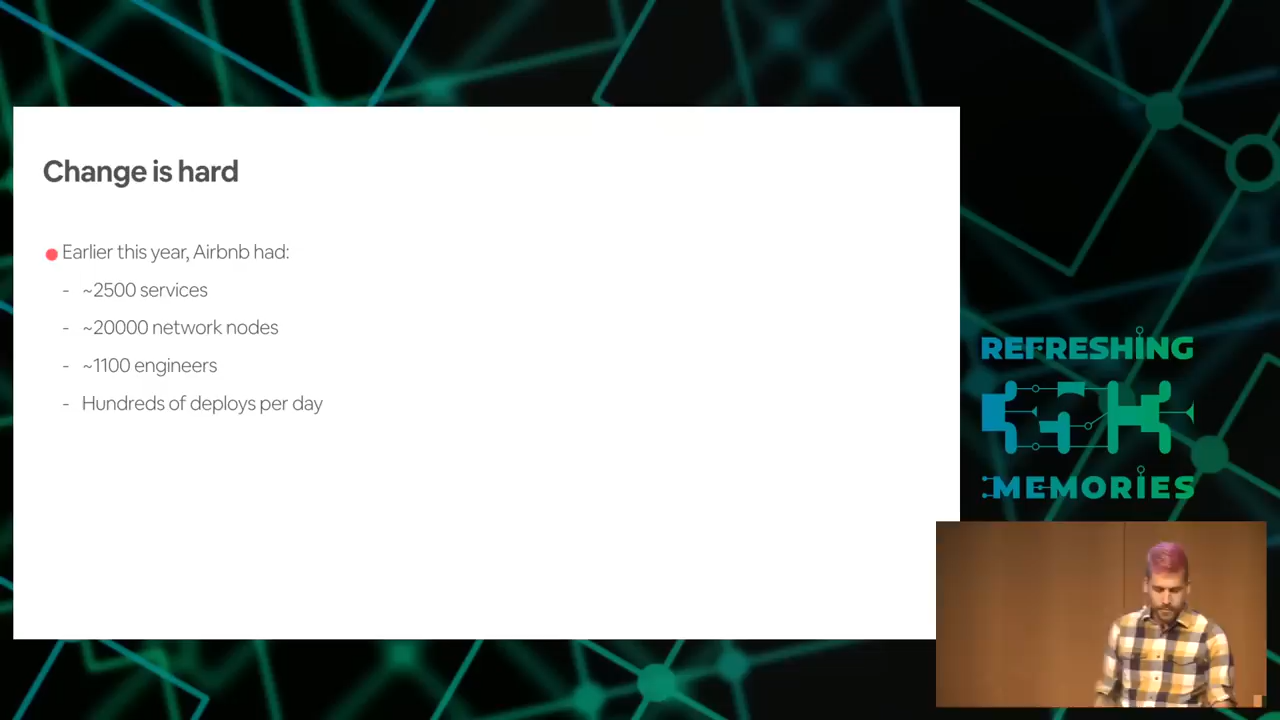 Change is hard
Earlier this year, Airbnb had:
- ~2500 services
- ~20000 network nodes
- ~1100 engineers
- Hundreds of deploys per day
REFRESHING
MEMORIES